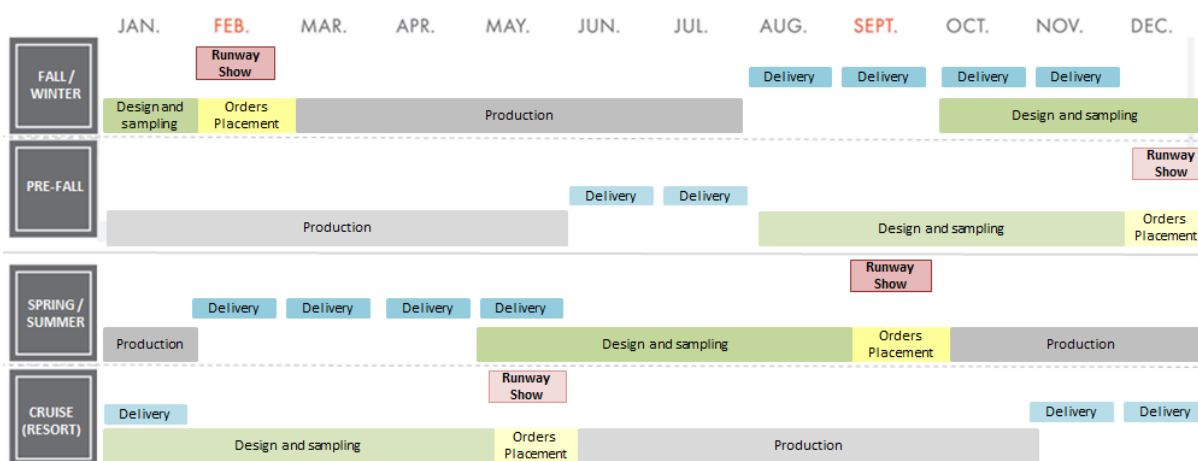 JAN. FEB. MAR. APR. MAY. JUN. JUL. AUG. SEPT. OCT. NOV. DEC.
FALL /
WINTER
Runway
Show
Delivery Delivery Delivery Delivery
Design and
sampling
Orders
Placement
Production
Design and sampling
PRE-FALL
Runway
Show
Delivery Delivery
Production
Design and sampling
Orders
Placement
SPRING /
SUMMER
Runway
Show
Delivery Delivery Delivery Delivery
Production
Design and sampling
Orders
Placement
Production
CRUISE
(RESORT)
Runway
Show
Delivery
Delivery Delivery
Design and sampling
Orders
Placement
Production